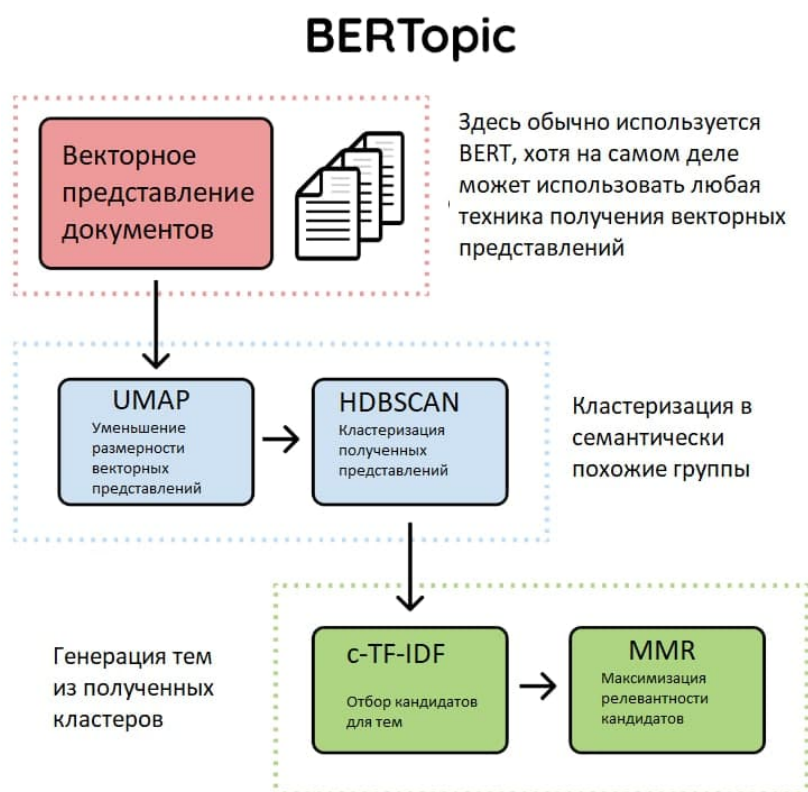 BERTopic
Векторное
представление
документов
Здесь обычно используется
BERT, хотя на самом деле
может использовать любая
техника получения векторных
представлений
UMAP
Уменьшение
размерности
векторных
представлений
HDBSCAN
Кластеризация
полученных
представлений
Кластеризация в
семантически
похожие группы
Генерация тем
из полученных
кластеров
c-TF-IDF
Отбор кандидатов
для тем
MMR
Максимизация
релевантности
кандидатов